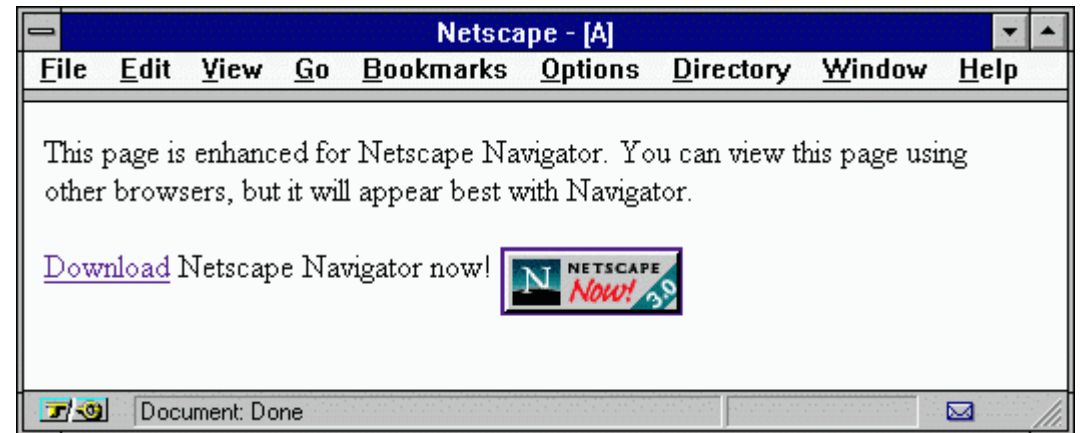 Netscape - [A]
File Edit View Go Bookmarks Options Directory Window Help
This page is enhanced for Netscape Navigator. You can view this page using
other browsers, but it will appear best with Navigator.
Download Netscape Navigator now! N NETSCAPE
Now! 3.0
Document: Done